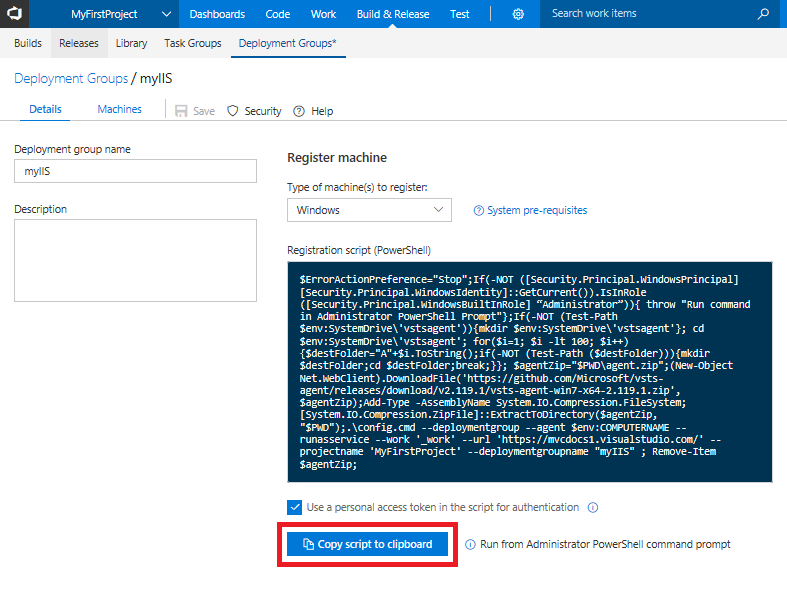 MyFirstProject Dashboards Code Work Build & Release Test Search work items
Builds Releases Library Task Groups Deployment Groups*
Deployment Groups / myIIS
Details Machines Save Security Help
Deployment group name
myIIS
Description
Register machine
Type of machine(s) to register:
Windows System pre-requisites
Registration script (PowerShell)
$ErrorActionPreference="Stop";If(-NOT ([Security.Principal.WindowsPrincipal]
[Security.Principal.WindowsIdentity]::GetCurrent()).IsInRole
([Security.Principal.WindowsBuiltInRole] “Administrator”)){ throw "Run command
in Administrator PowerShell Prompt"};If(-NOT (Test-Path
$env:SystemDrive\'vstsagent')){mkdir $env:SystemDrive\'vstsagent'}; cd
$env:SystemDrive\'vstsagent'; for($i=1; $i -lt 100; $i++)
{$destFolder="A"+$i.ToString();if(-NOT (Test-Path ($destFolder))){mkdir
$destFolder;cd $destFolder;break;}}; $agentZip="$PWD\agent.zip";(New-Object
Net.WebClient).DownloadFile('https://github.com/Microsoft/vsts-
agent/releases/download/v2.119.1/vsts-agent-win7-x64-2.119.1.zip',
$agentZip);Add-Type -AssemblyName System.IO.Compression.FileSystem;
[System.IO.Compression.ZipFile]::ExtractToDirectory($agentZip,
"$PWD");.\config.cmd --deploymentgroup --agent $env:COMPUTERNAME --
runasservice --work '_work' --url 'https://mvcdocs1.visualstudio.com/' --
projectname 'MyFirstProject' --deploymentgroupname "myIIS" ; Remove-Item
$agentZip;
Use a personal access token in the script for authentication
Copy script to clipboard Run from Administrator PowerShell command prompt